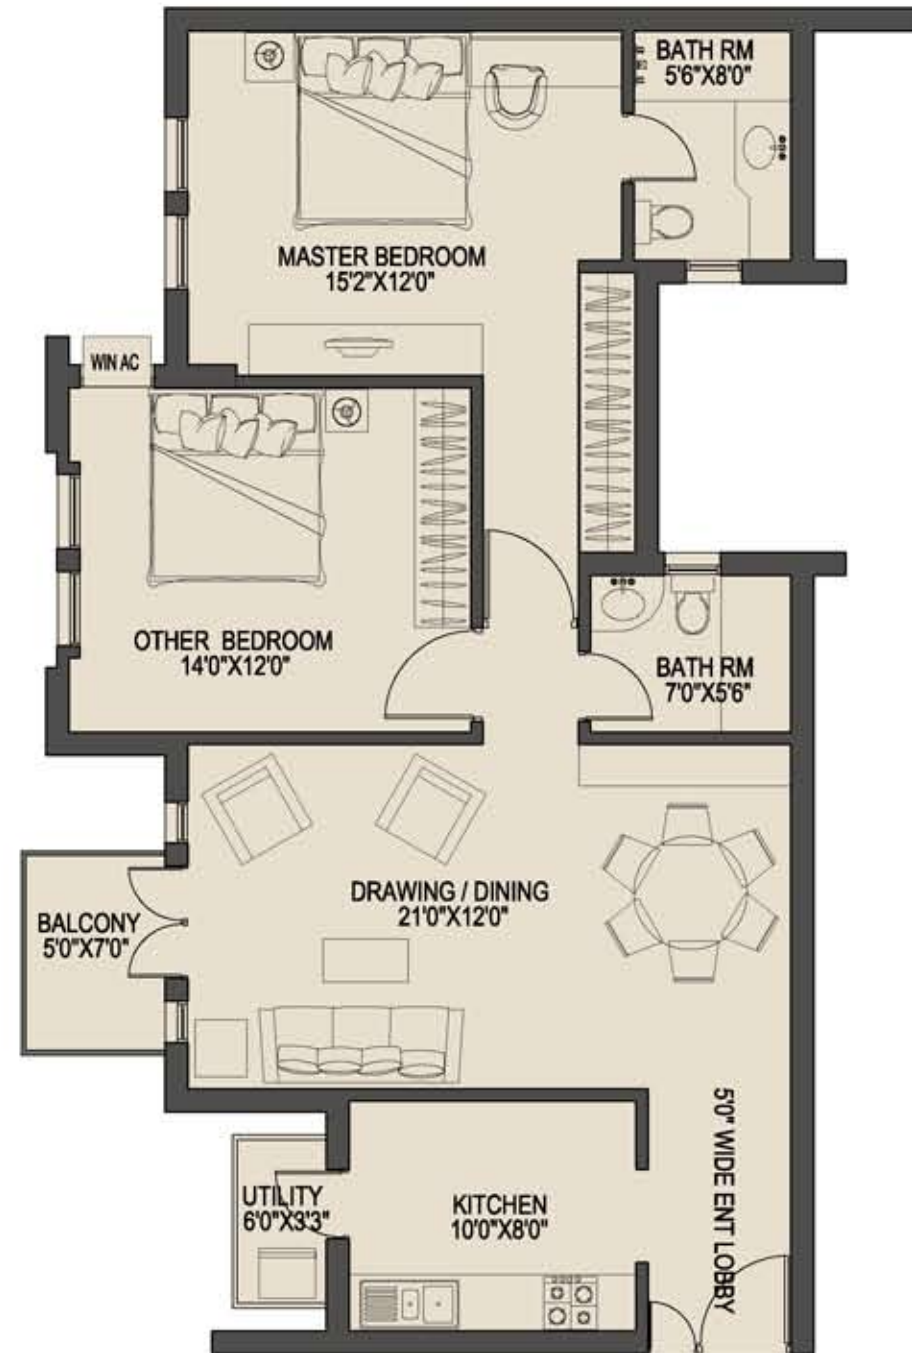 BATH RM
5'6"X8'0"
MASTER BEDROOM
15'2"X12'0"
WIN AC
OTHER BEDROOM
14'0"X12'0"
BATH RM
7'0"X5'6"
DRAWING / DINING
21'0"X12'0"
BALCONY
5'0"X7'0"
5'0" WIDE ENT LOBBY
UTILITY
6'0"X3'3"
KITCHEN
10'0"X8'0"